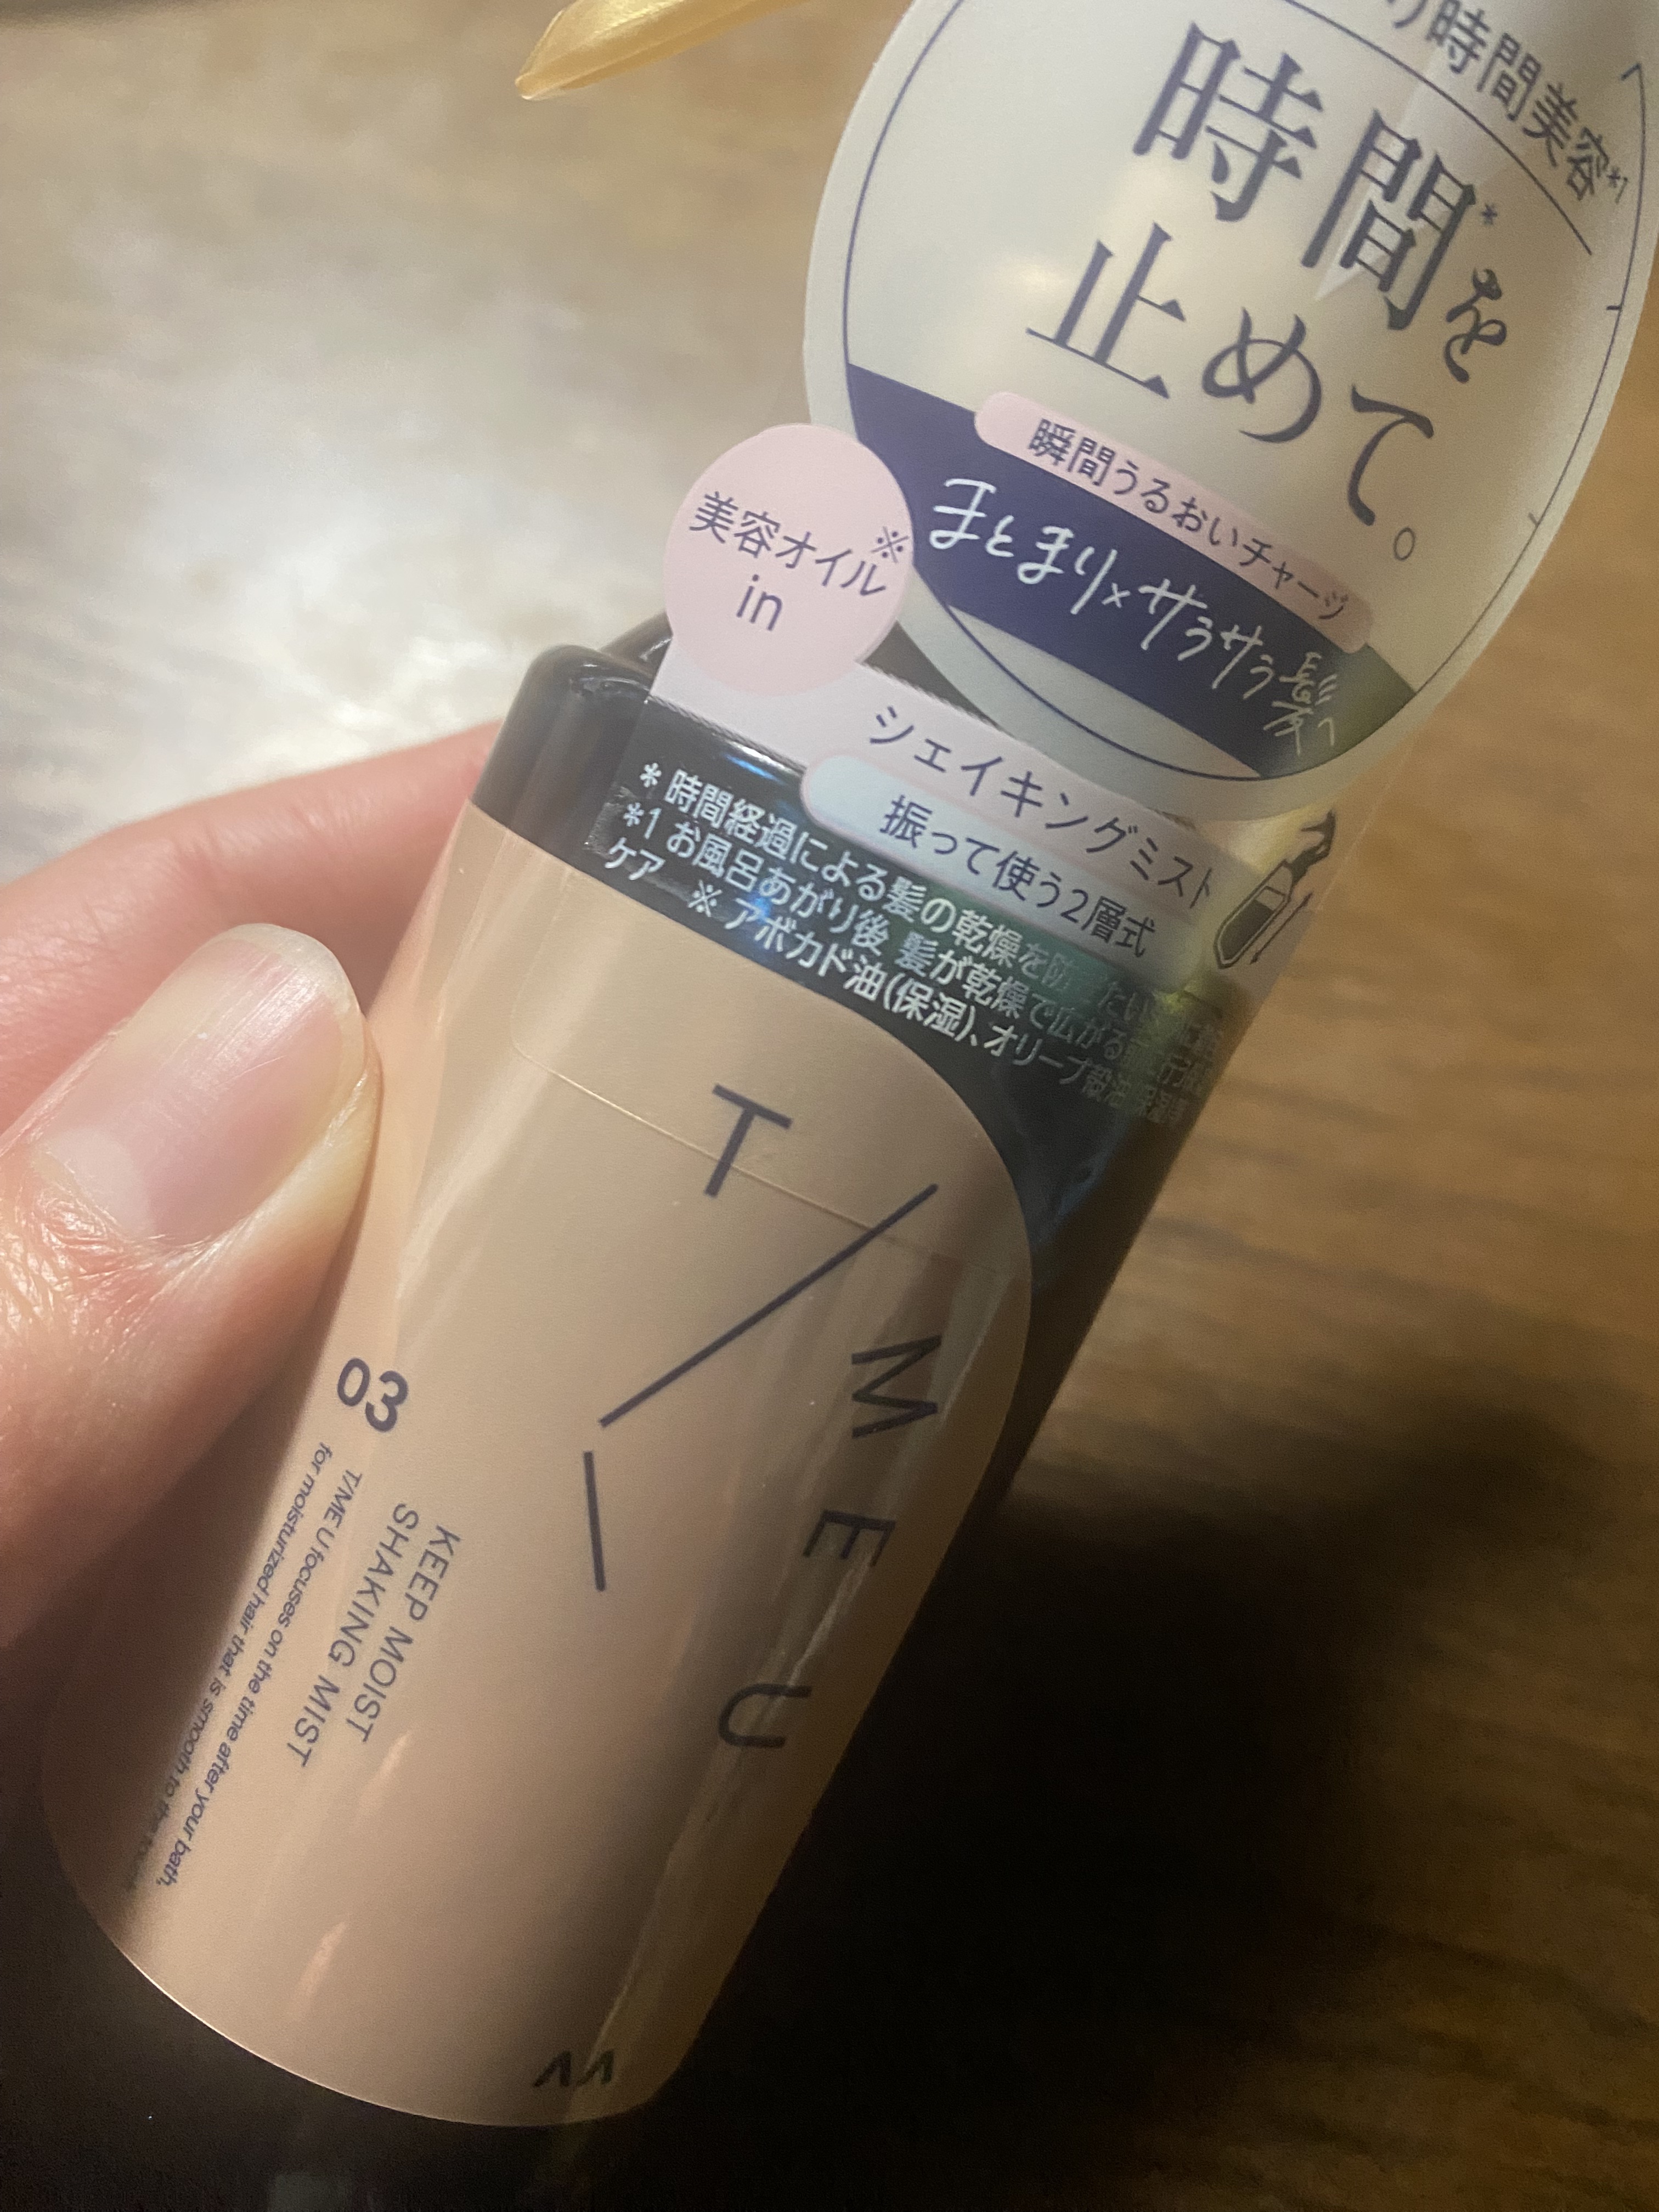 り時間美容*1
時間*を
止めて。
瞬間うるおいチャージ
まとまり×サラサラ髪へ
美容オイル※
in
シェイキングミスト
振って使う2層式
* 時間経過による髪の乾燥を防
*1 お風呂あがり後 髪が乾燥で広がる
ケア ※ アボカド油(保湿)、オリーブ
T/ME U
03
KEEP MOIST
SHAKING MIST
T/ME U focuses on the time after your bath,
for moisturized hair that is smooth to the